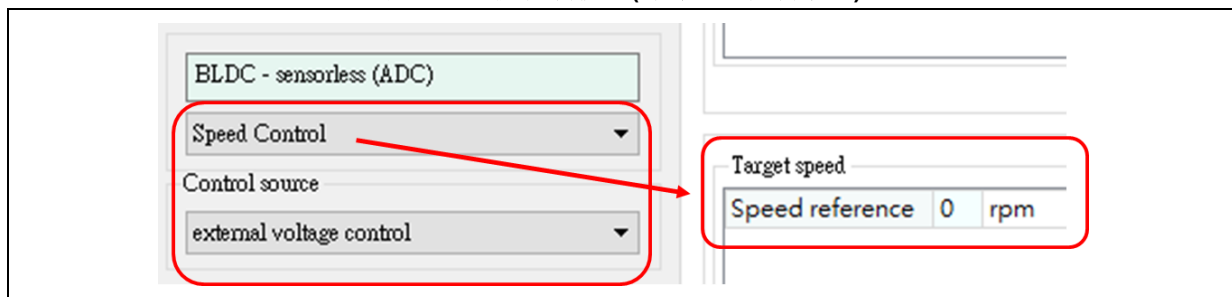 BLDC - sensorless (ADC)
Speed Control
Control source
external voltage control
Target speed
Speed reference 0 rpm